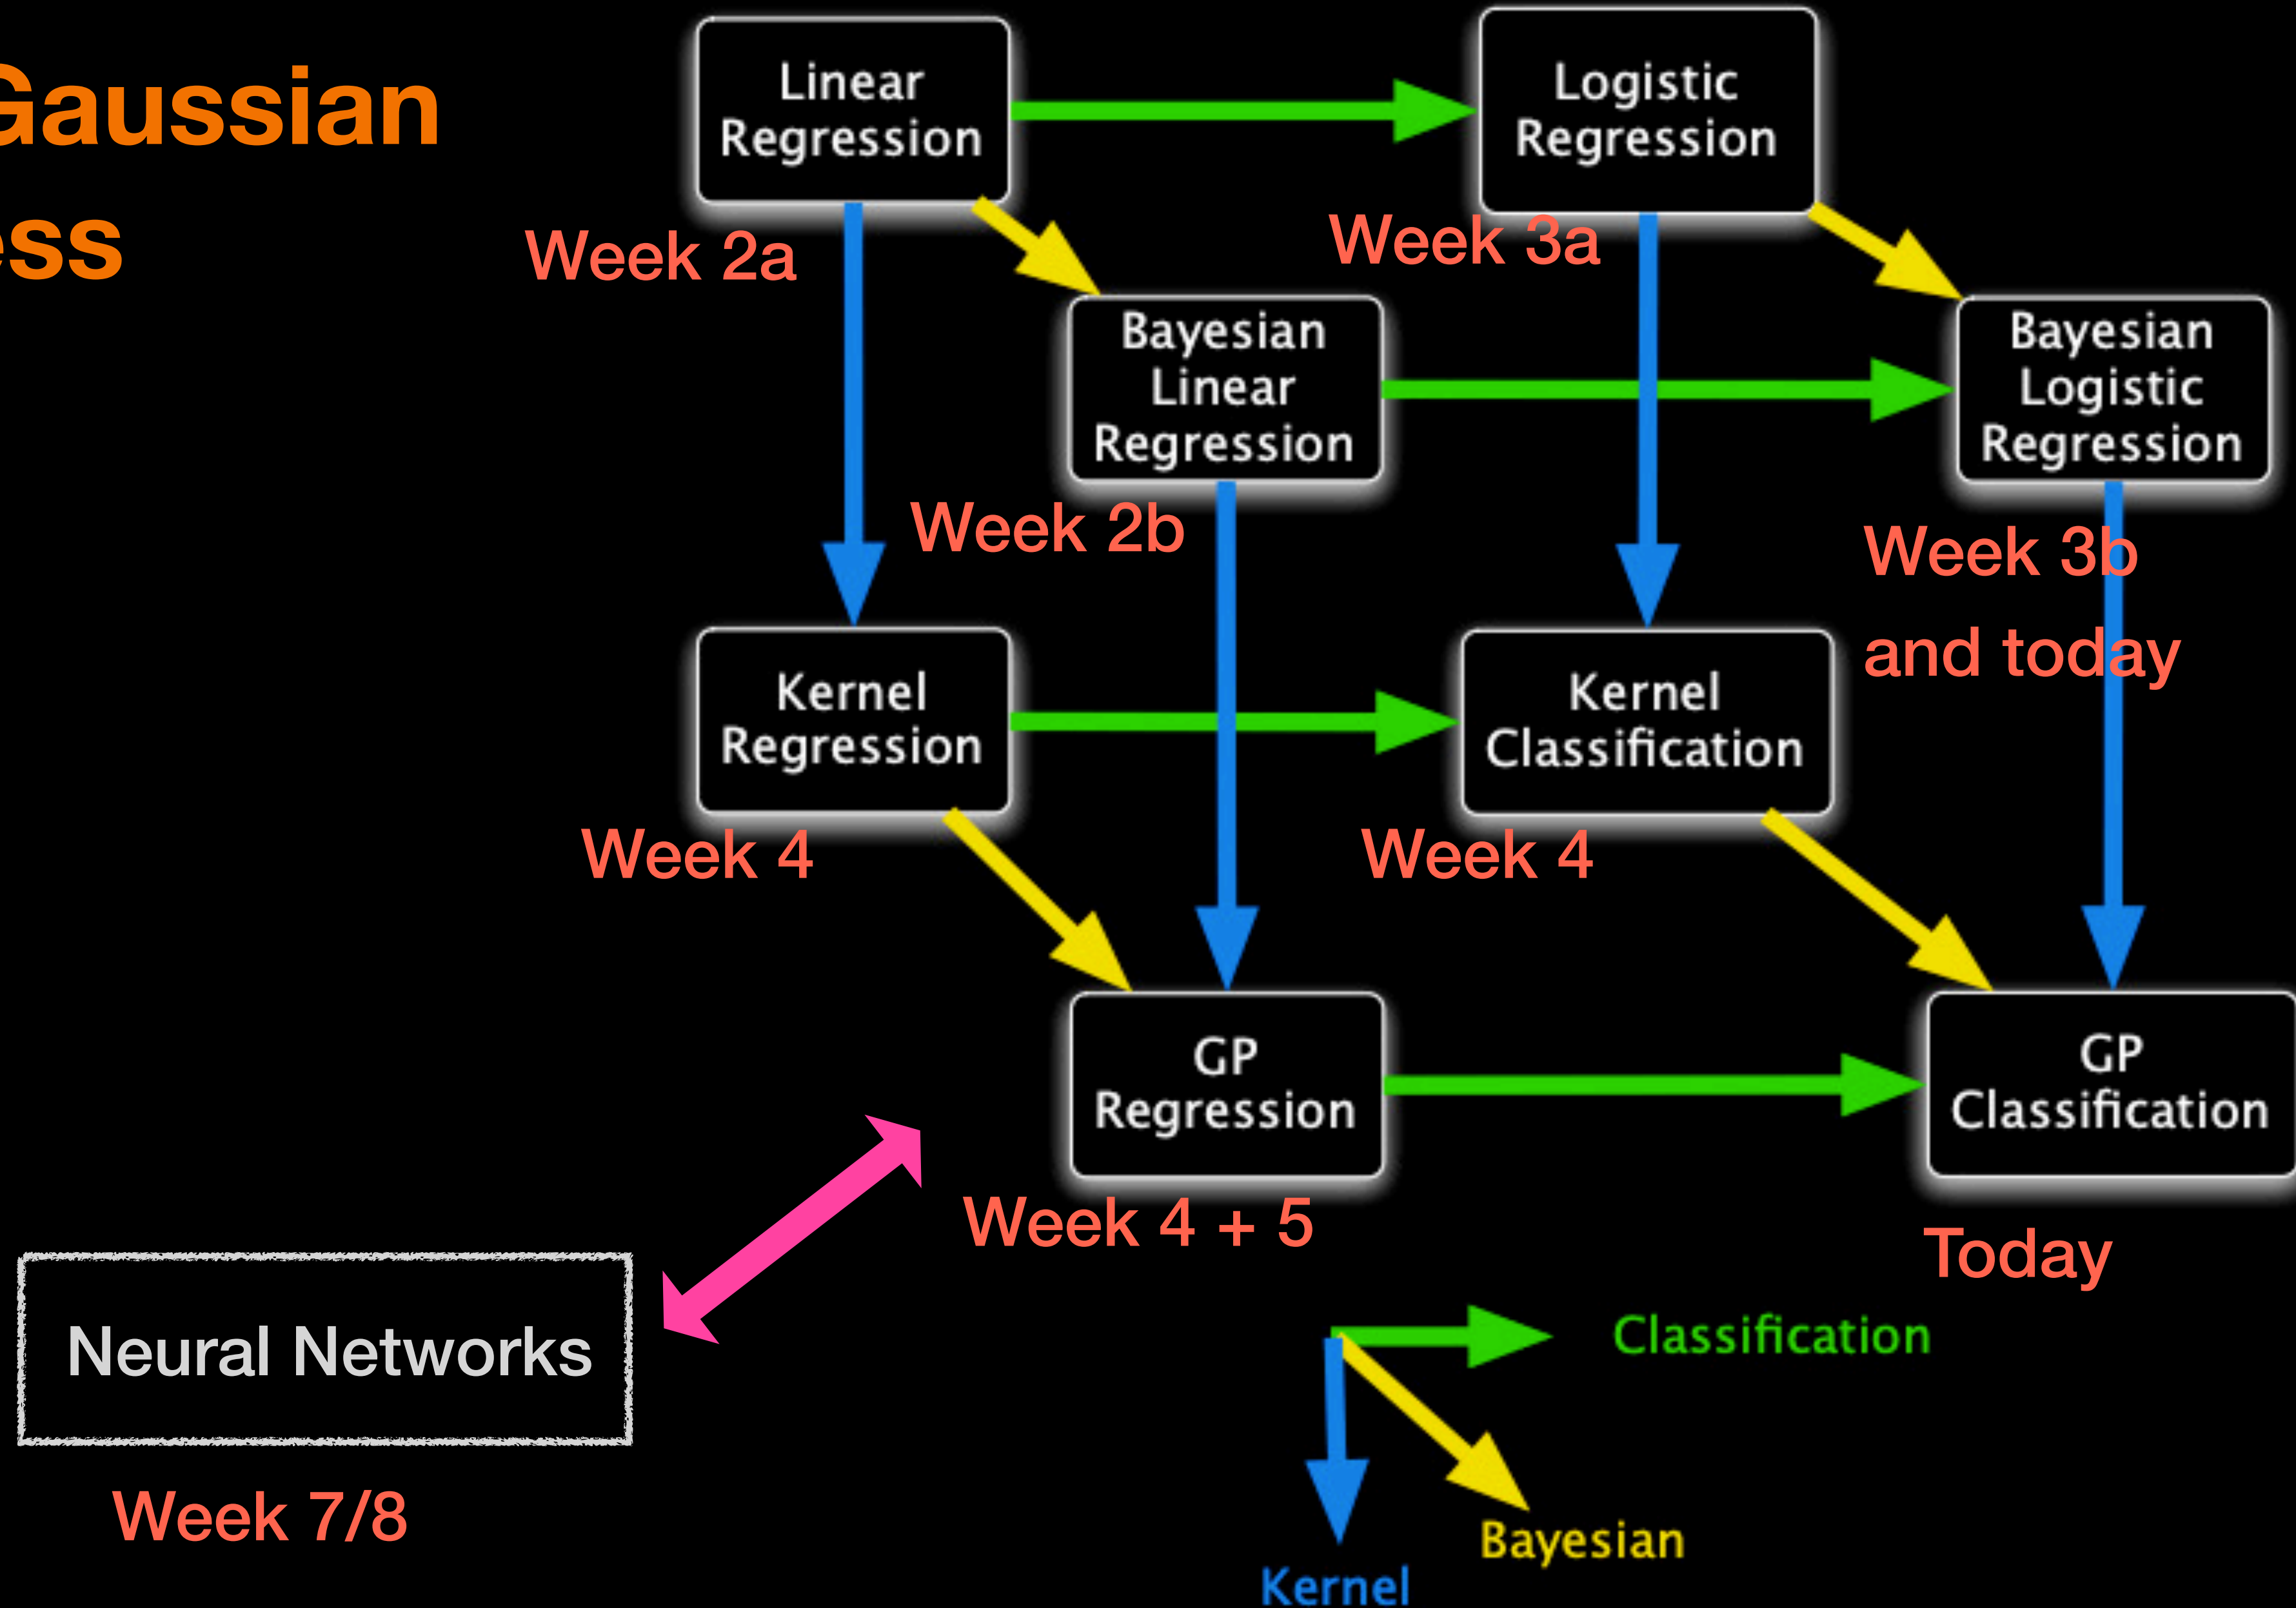 Gaussian
ess
Linear
Regression
Logistic
Regression
Week 2a
Week 3a
Bayesian
Linear
Regression
Bayesian
Logistic
Regression
Week 2b
Week 3b
and today
Kernel
Regression
Kernel
Classification
Week 4
Week 4
GP
Regression
GP
Classification
Week 4 + 5
Today
Neural Networks
Week 7/8
Classification
Bayesian
Kernel